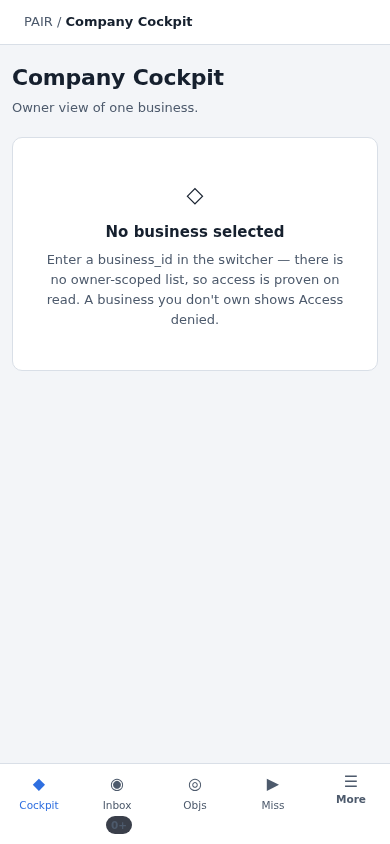 PAIR / Company Cockpit
Company Cockpit
Owner view of one business.
No business selected
Enter a business_id in the switcher — there is
no owner-scoped list, so access is proven on
read. A business you don't own shows Access
denied.
Cockpit Inbox Objs Miss More
0+